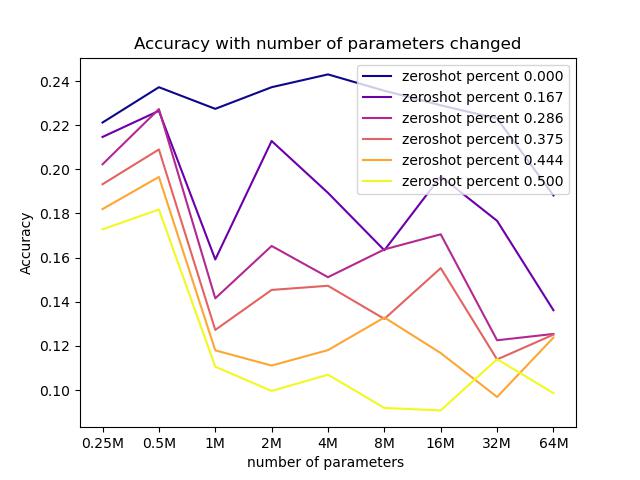 Accuracy with number of parameters changed
zeroshot percent 0.000
zeroshot percent 0.167
zeroshot percent 0.286
zeroshot percent 0.375
zeroshot percent 0.444
zeroshot percent 0.500
0.24
0.22
0.20
0.18
0.16
0.14
0.12
0.10
Accuracy
0.25M 0.5M 1M 2M 4M 8M 16M 32M 64M
number of parameters